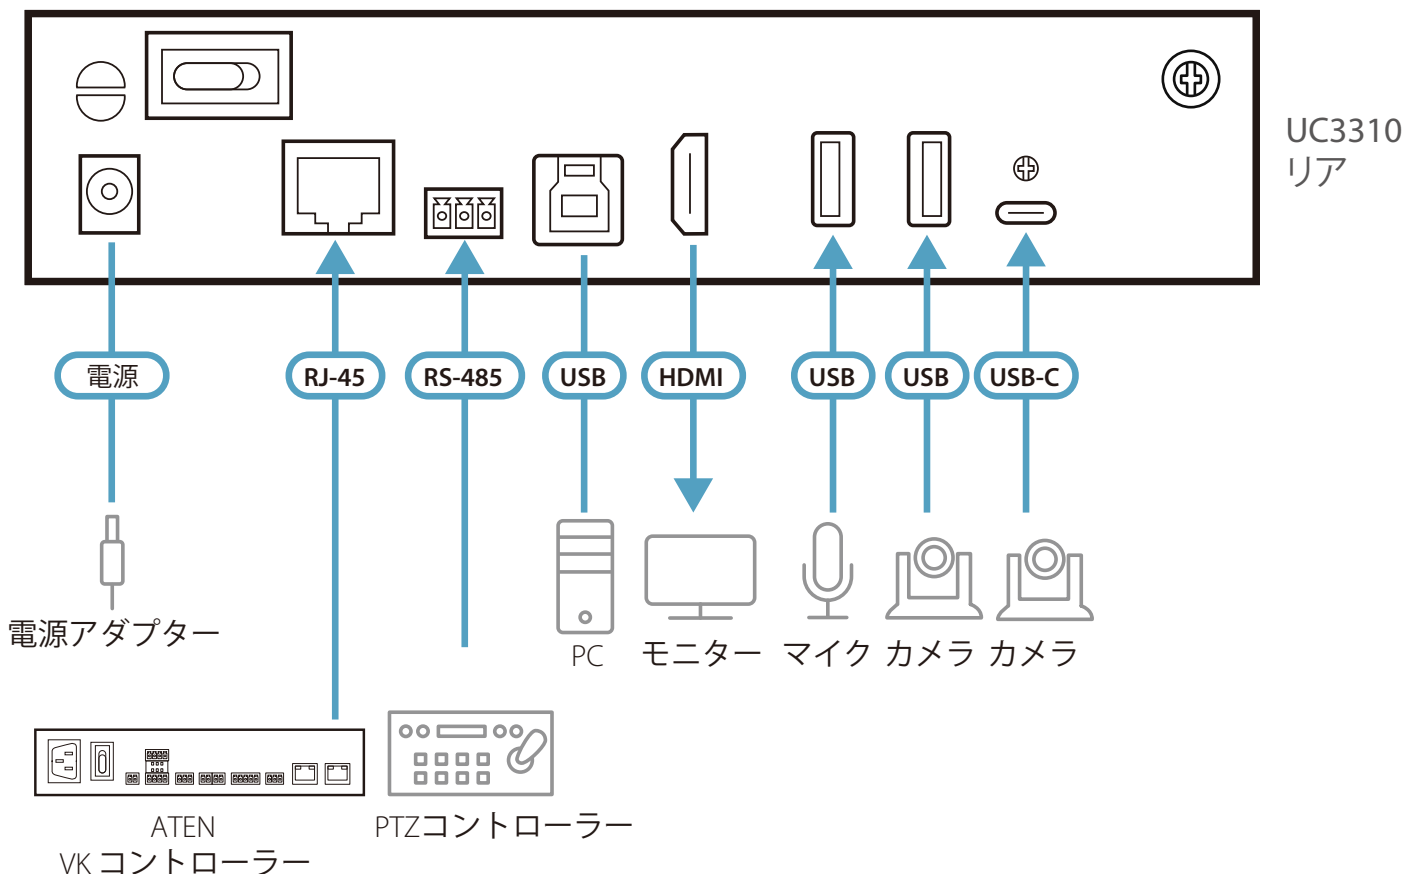 UC3310
リア
電源
RJ-45
RS-485
USB
HDMI
USB
USB
USB-C
電源アダプター
PC
モニター
マイク
カメラ
カメラ
ATEN
VK コントローラー
PTZコントローラー